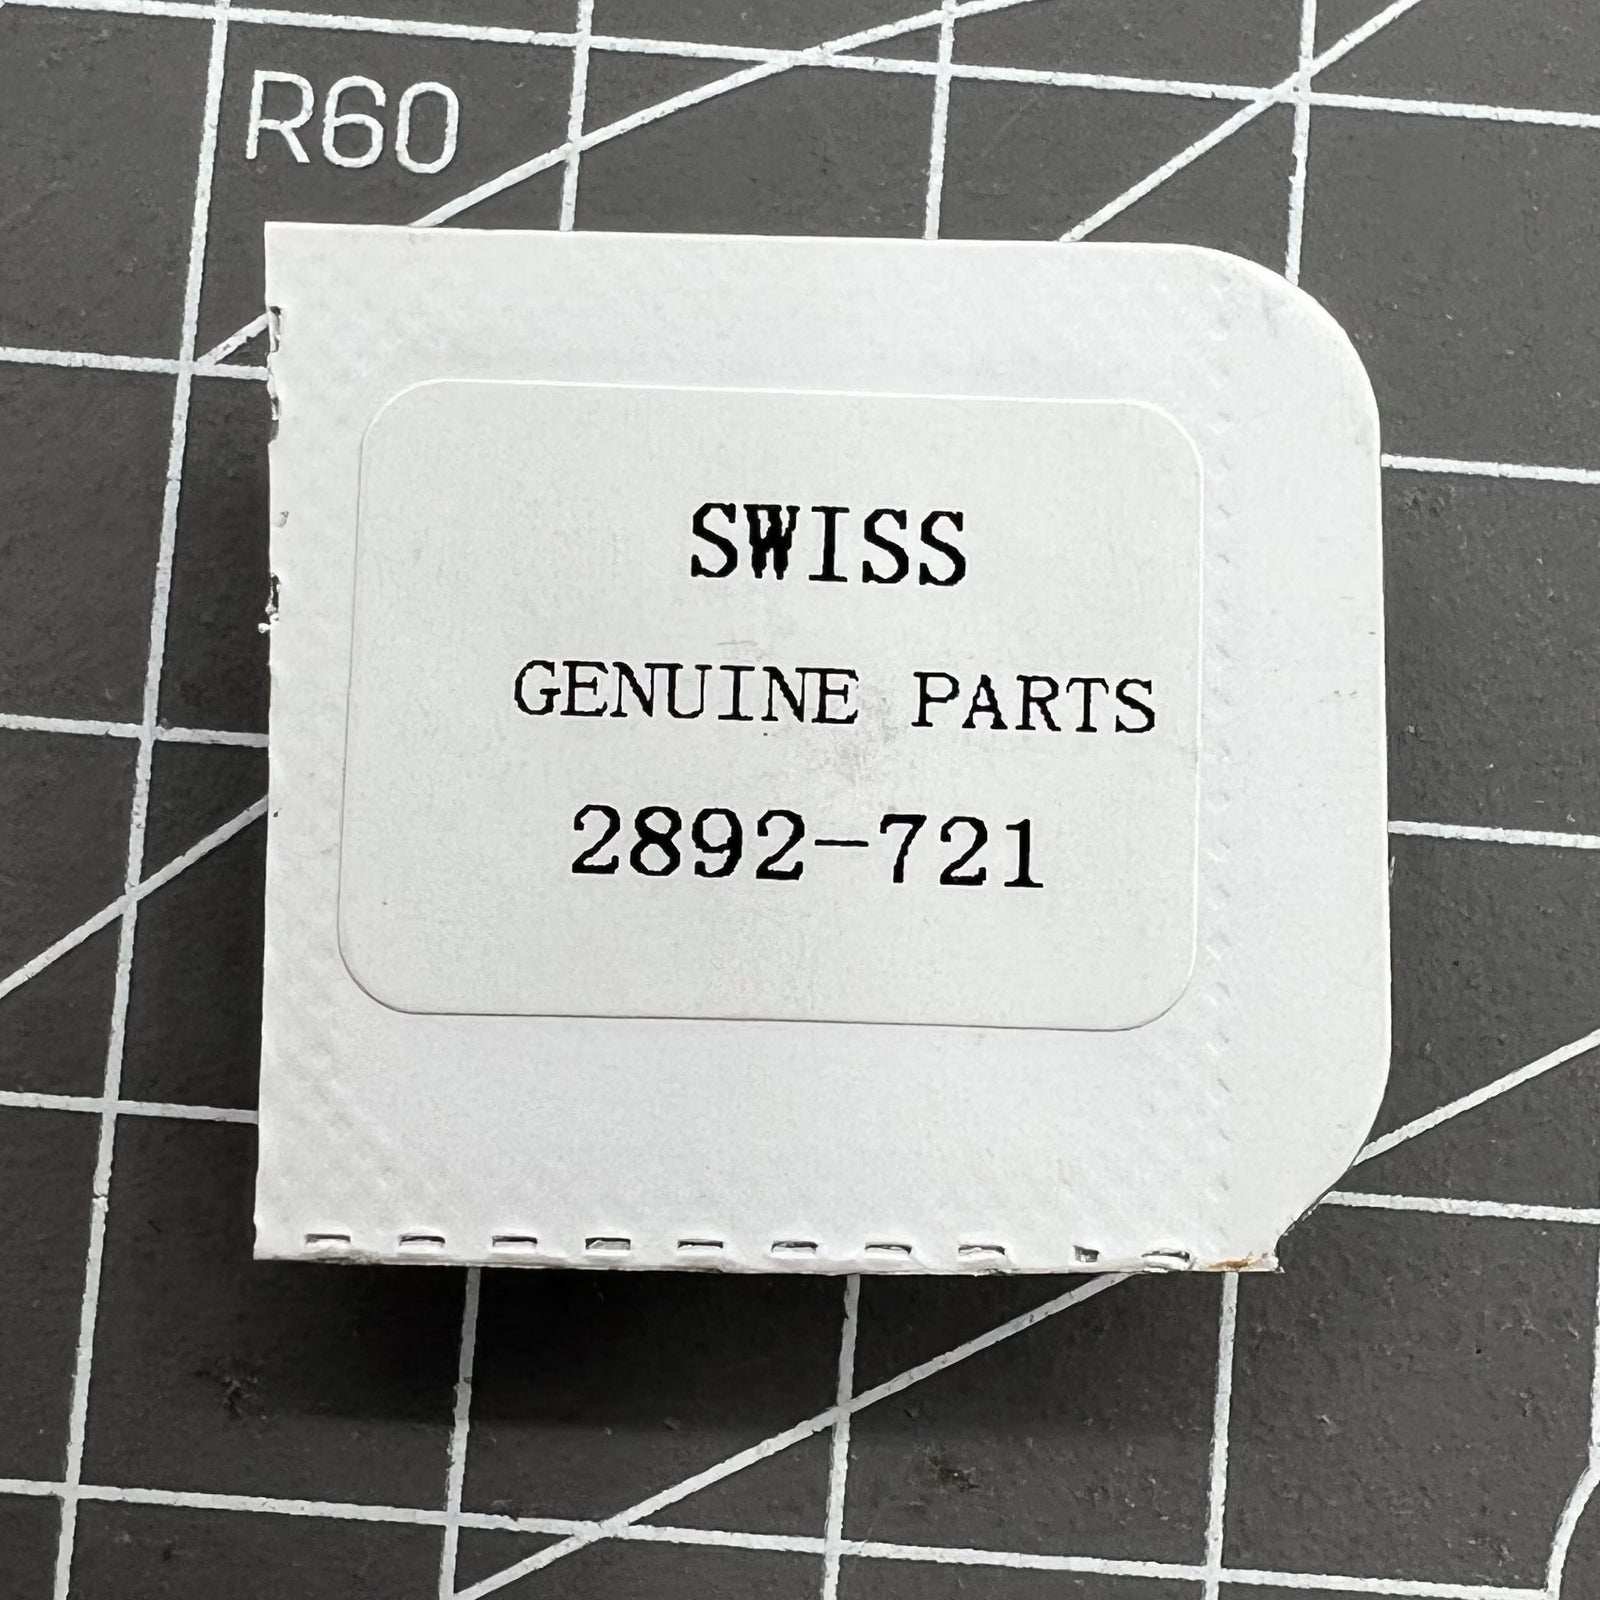 R60
SWISS
GENUINE PARTS
2892-721